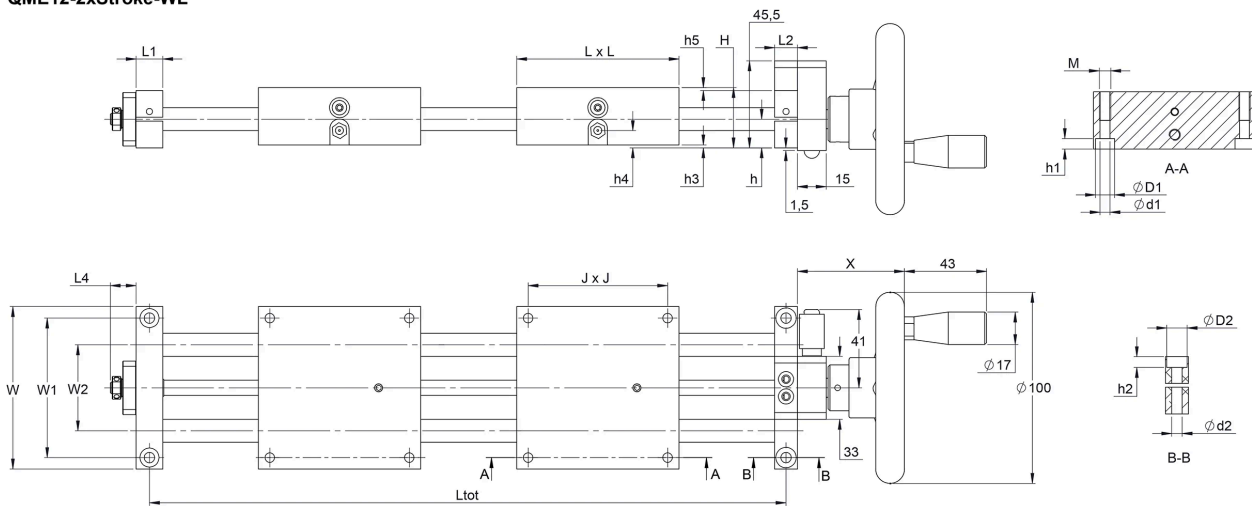 QME12-2xStroke-WE
45,5
L1
L x L
h5
H
L2
M
h4
h3
h
15
1,5
h1
A-A
ØD1
Ød1
L4
J x J
X
43
W
W1
W2
41
Ø17
Ø100
33
A
A
B
B
Ltot
ØD2
h2
Ød2
B-B